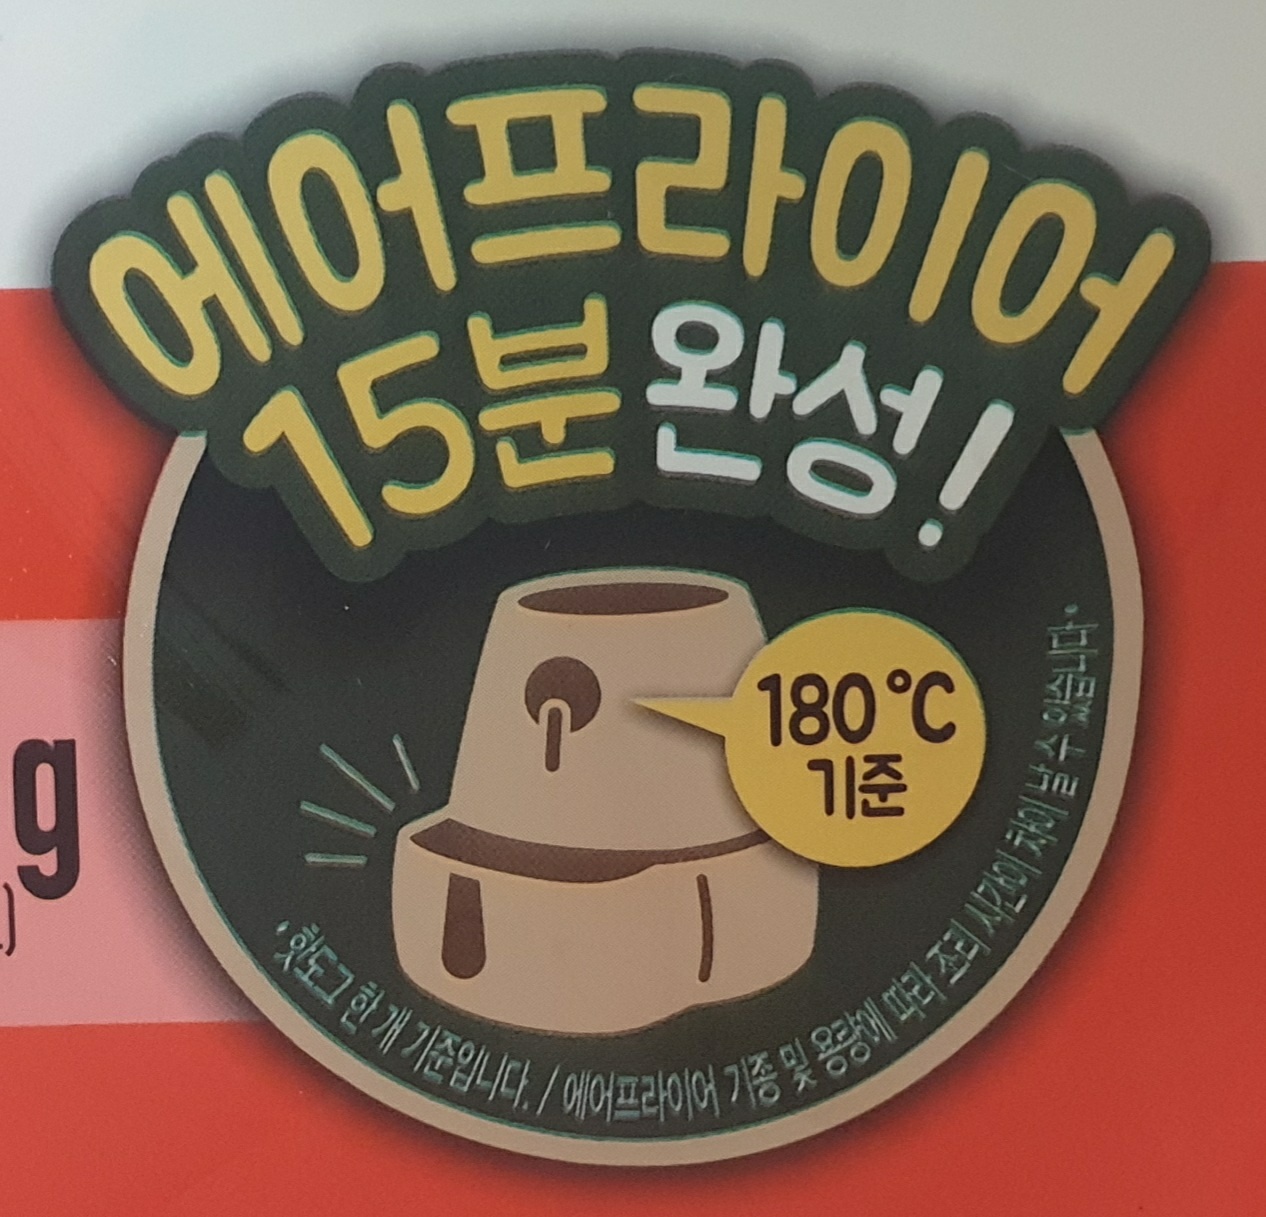 에어프라이어
15분 완성!
180℃
기준
g
)
· 핫도그 한 개 기준입니다. / 에어프라이어 기종 및 용량에 따라 조리 시간이 차이 날 수 있습니다.